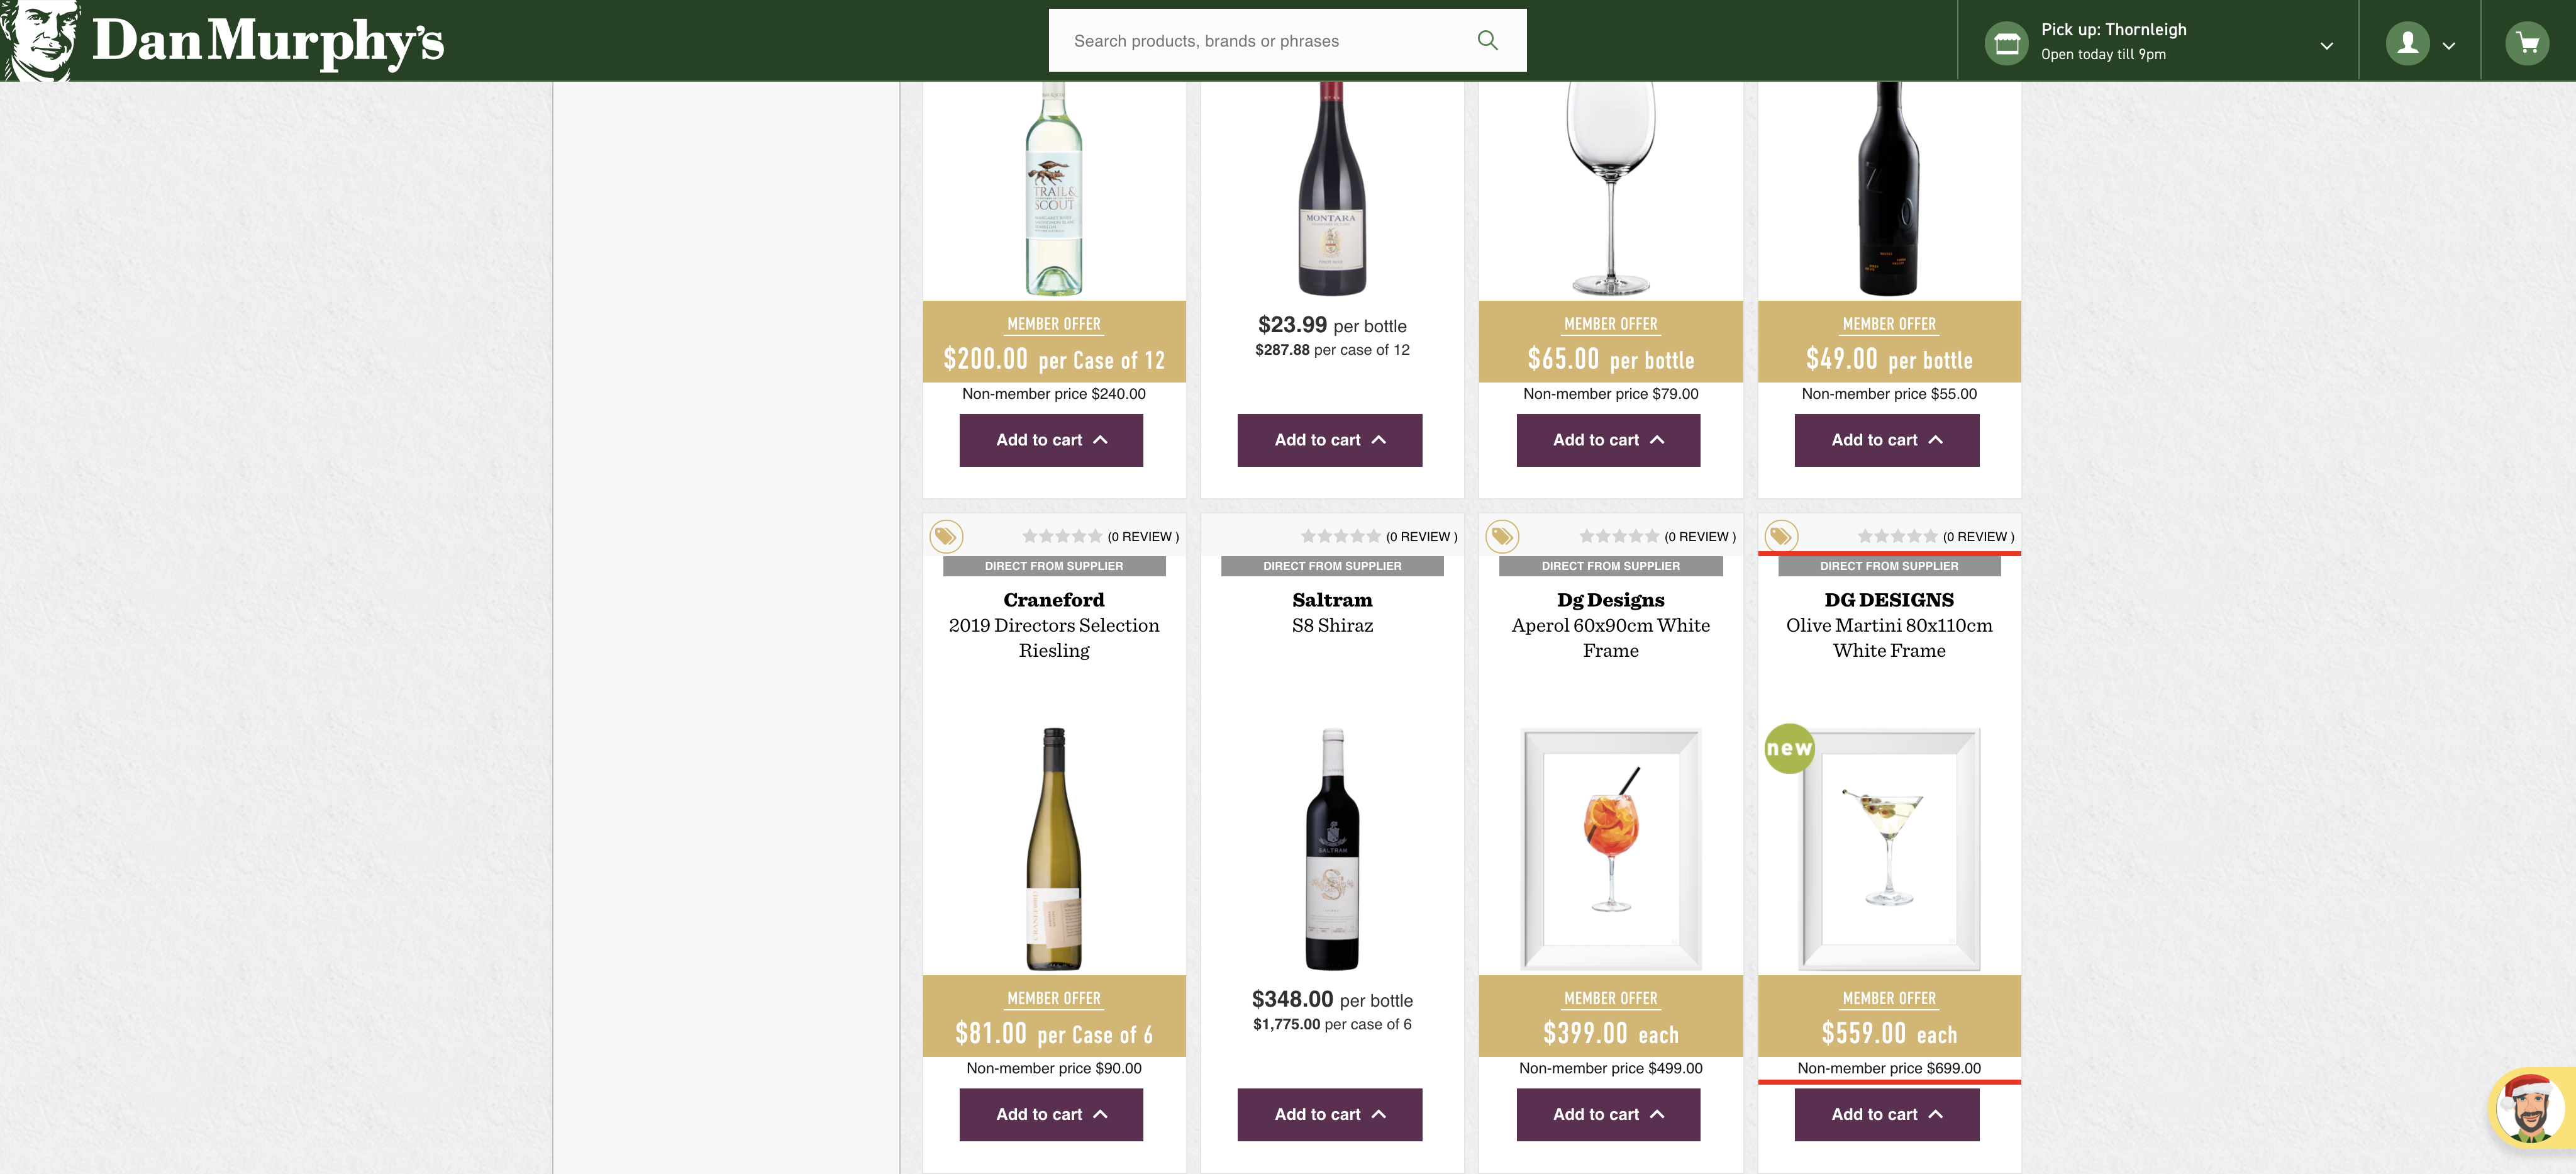 Dan Murphy's
Search products, brands or phrases
Pick up: Thornleigh
Open today till 9pm
TRAIL &
SCOUT
MEMBER OFFER
$200.00 per Case of 12
Non-member price $240.00
Add to cart
MONTARA
$23.99 per bottle
$287.88 per case of 12
Add to cart
MEMBER OFFER
$65.00 per bottle
Non-member price $79.00
Add to cart
MEMBER OFFER
$49.00 per bottle
Non-member price $55.00
Add to cart
(0 REVIEW )
DIRECT FROM SUPPLIER
Craneford
2019 Directors Selection
Riesling
CRANEFORD
MEMBER OFFER
$81.00 per Case of 6
Non-member price $90.00
Add to cart
(0 REVIEW )
DIRECT FROM SUPPLIER
Saltram
S8 Shiraz
SALTRAM
$348.00 per bottle
$1,775.00 per case of 6
Add to cart
(0 REVIEW )
DIRECT FROM SUPPLIER
Dg Designs
Aperol 60x90cm White
Frame
MEMBER OFFER
$399.00 each
Non-member price $499.00
Add to cart
(0 REVIEW )
DIRECT FROM SUPPLIER
DG DESIGNS
Olive Martini 80x110cm
White Frame
new
MEMBER OFFER
$559.00 each
Non-member price $699.00
Add to cart